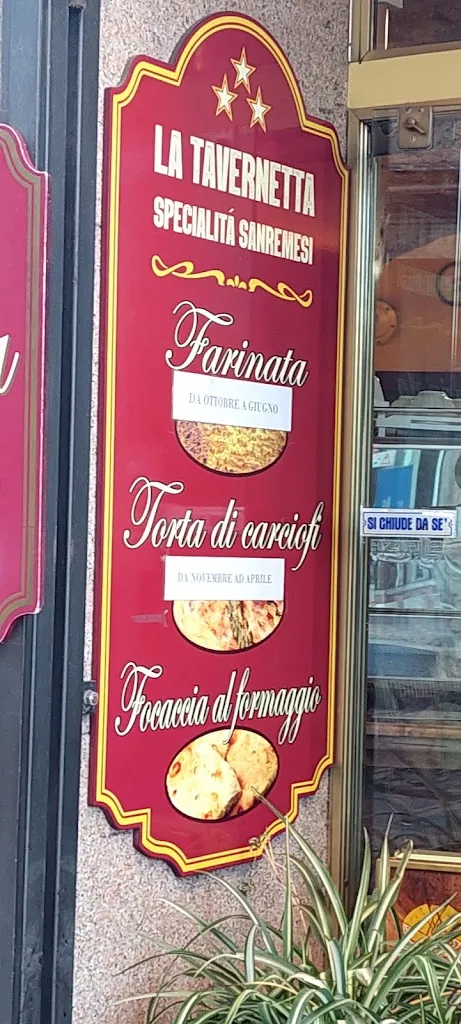 LA TAVERNETTA
SPECIALITÁ SANREMESI
Farinata
DA OTTOBRE A GIUGNO
Torta di carciofi
DA NOVEMBRE AD APRILE
Focaccia al formaggio
SI CHIUDE DA SE'